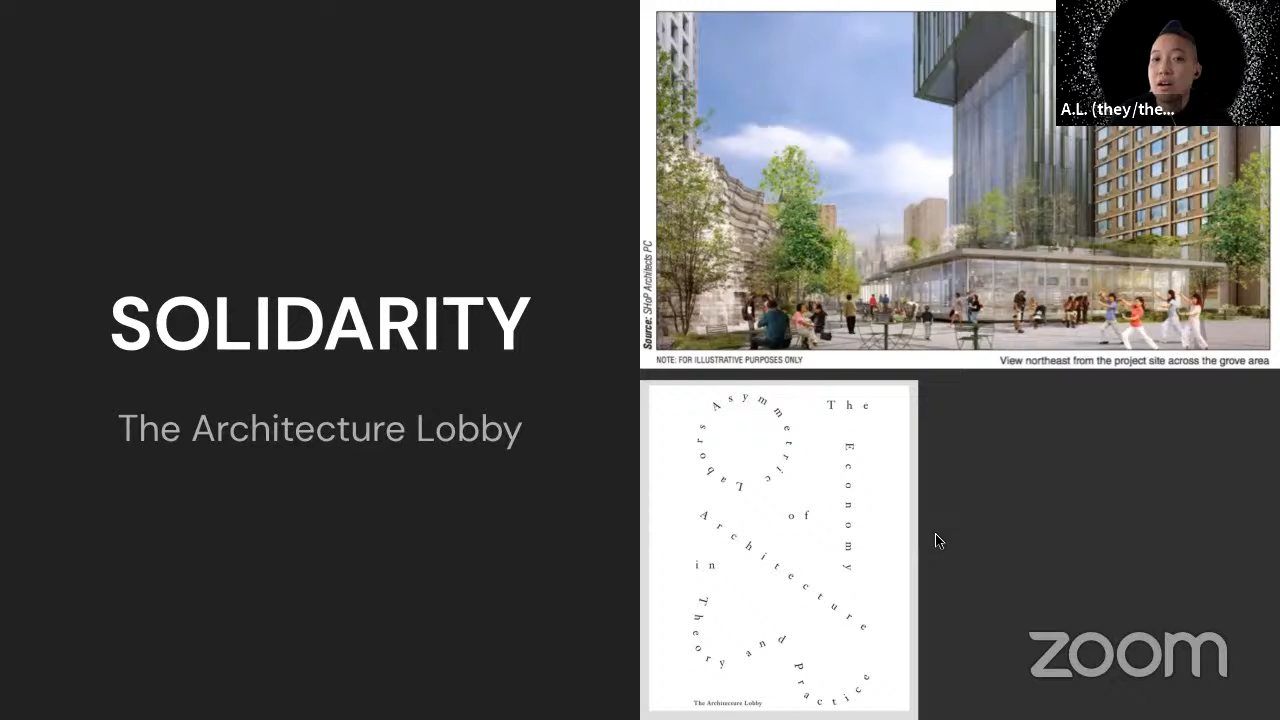 SOLIDARITY
The Architecture Lobby
Source: SHoP Architects PC
NOTE: FOR ILLUSTRATIVE PURPOSES ONLY
View northeast from the project site across the grove area
A.L. (they/the...
Asymmetric Labors
The Economy
of
Architecture
in Theory and Practice
The Architecture Lobby
zoom